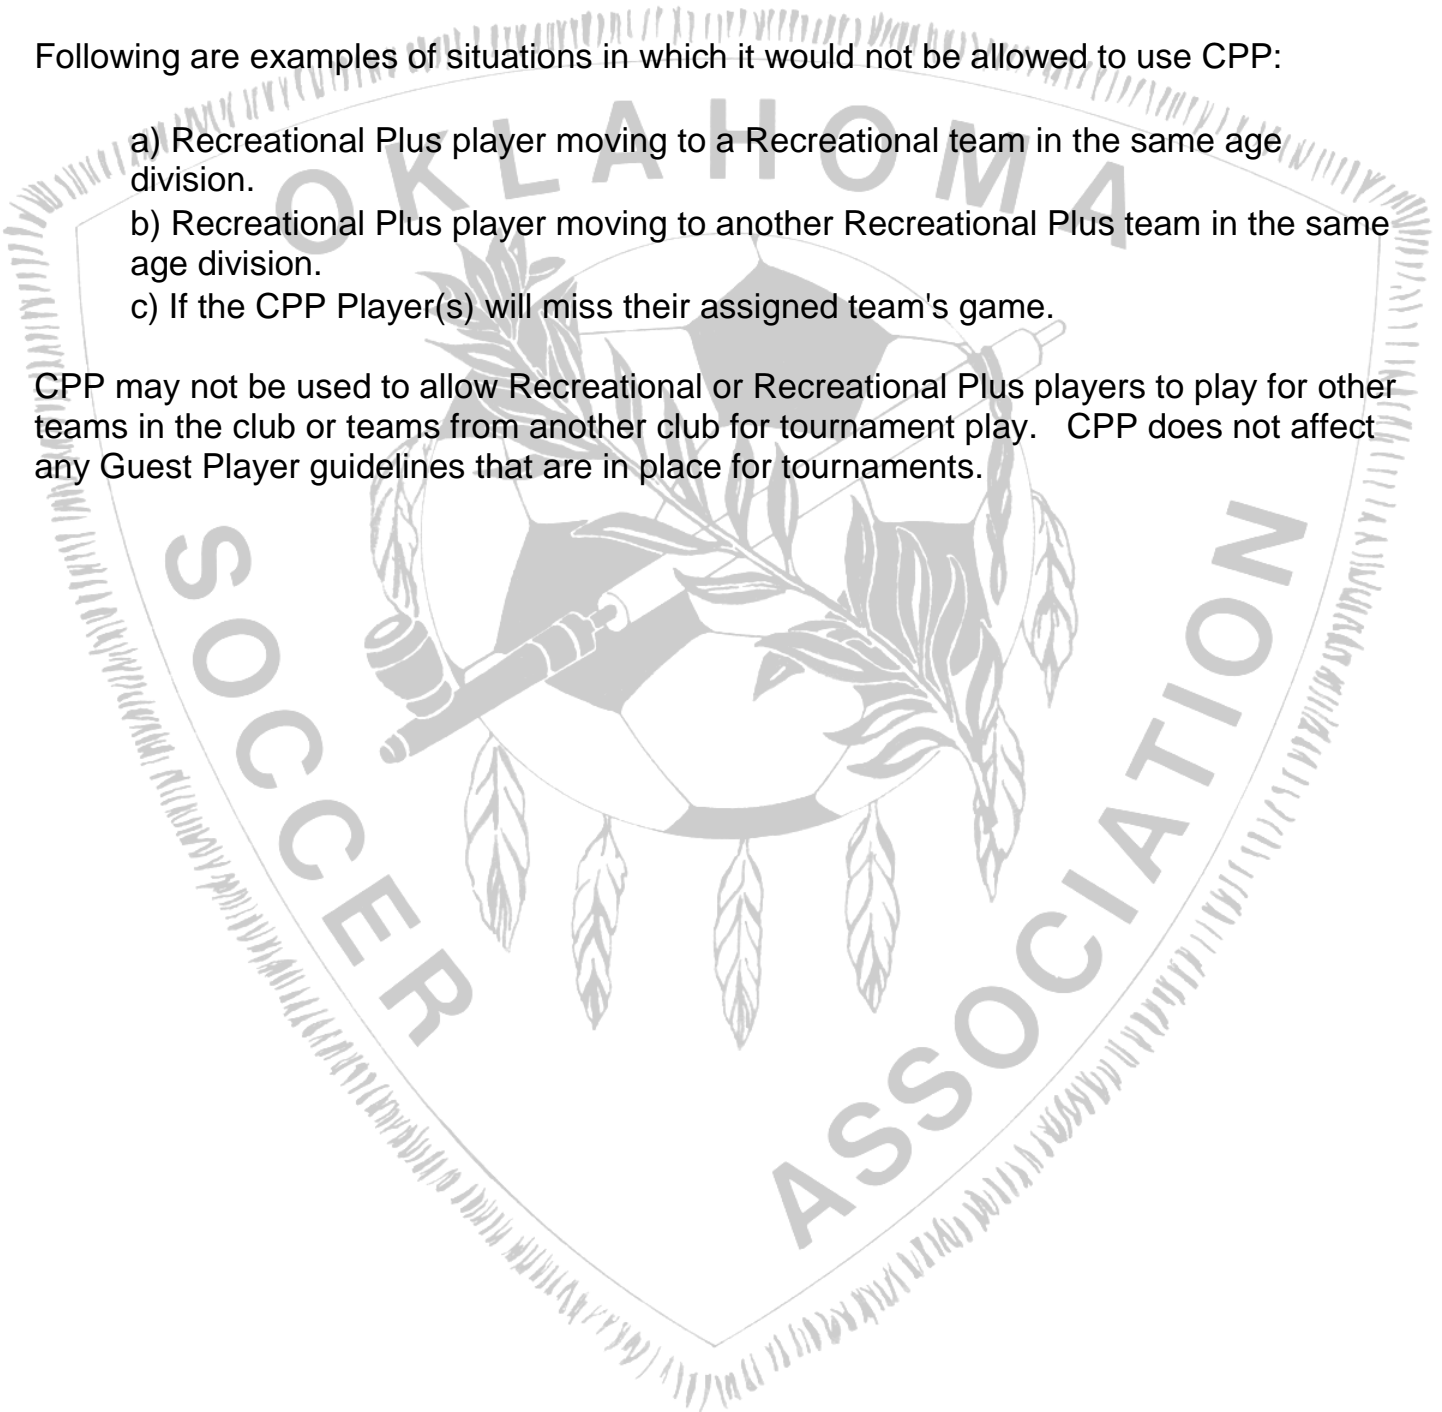 Following are examples of situations in which it would not be allowed to use CPP:
a) Recreational Plus player moving to a Recreational team in the same age
division.
b) Recreational Plus player moving to another Recreational Plus team in the same
age division.
c) If the CPP Player(s) will miss their assigned team's game.
CPP may not be used to allow Recreational or Recreational Plus players to play for other
teams in the club or teams from another club for tournament play.   CPP does not affect
any Guest Player guidelines that are in place for tournaments.
OKLAHOMA
SOCCER
ASSOCIATION